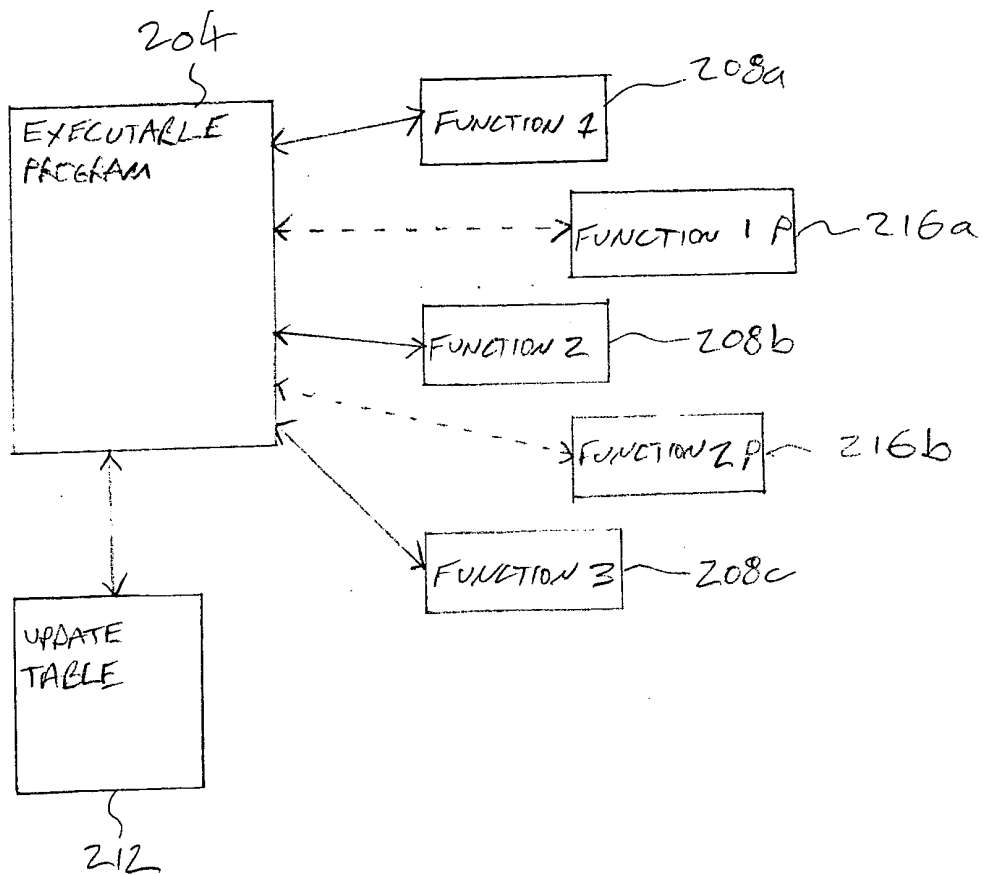 204
EXECUTABLE
PROGRAM
FUNCTION 1
208a
FUNCTION 1 P
216a
FUNCTION 2
208b
FUNCTION 2 P
216b
FUNCTION 3
208c
UPDATE
TABLE
212